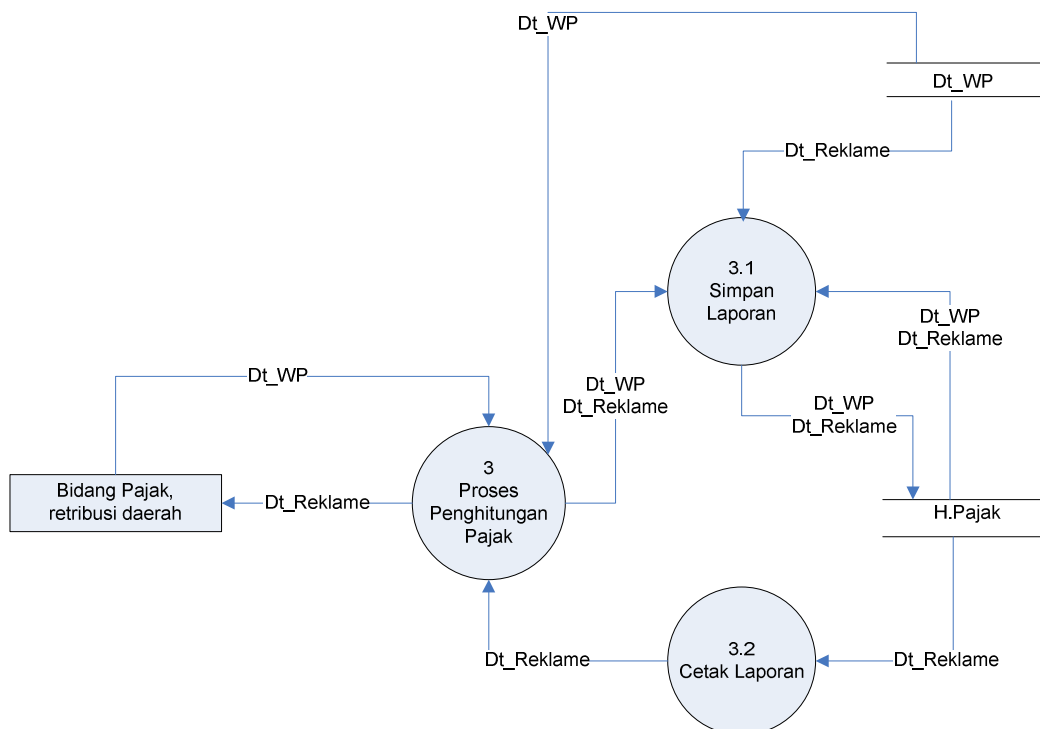 Dt_WP
Dt_WP
Dt_Reklame
3.1
Simpan
Laporan
Dt_WP
Dt_Reklame
Dt_WP
Dt_WP
Dt_Reklame
Dt_WP
Dt_Reklame
3
Proses
Penghitungan
Pajak
Bidang Pajak,
retribusi daerah
Dt_Reklame
H.Pajak
3.2
Cetak Laporan
Dt_Reklame
Dt_Reklame